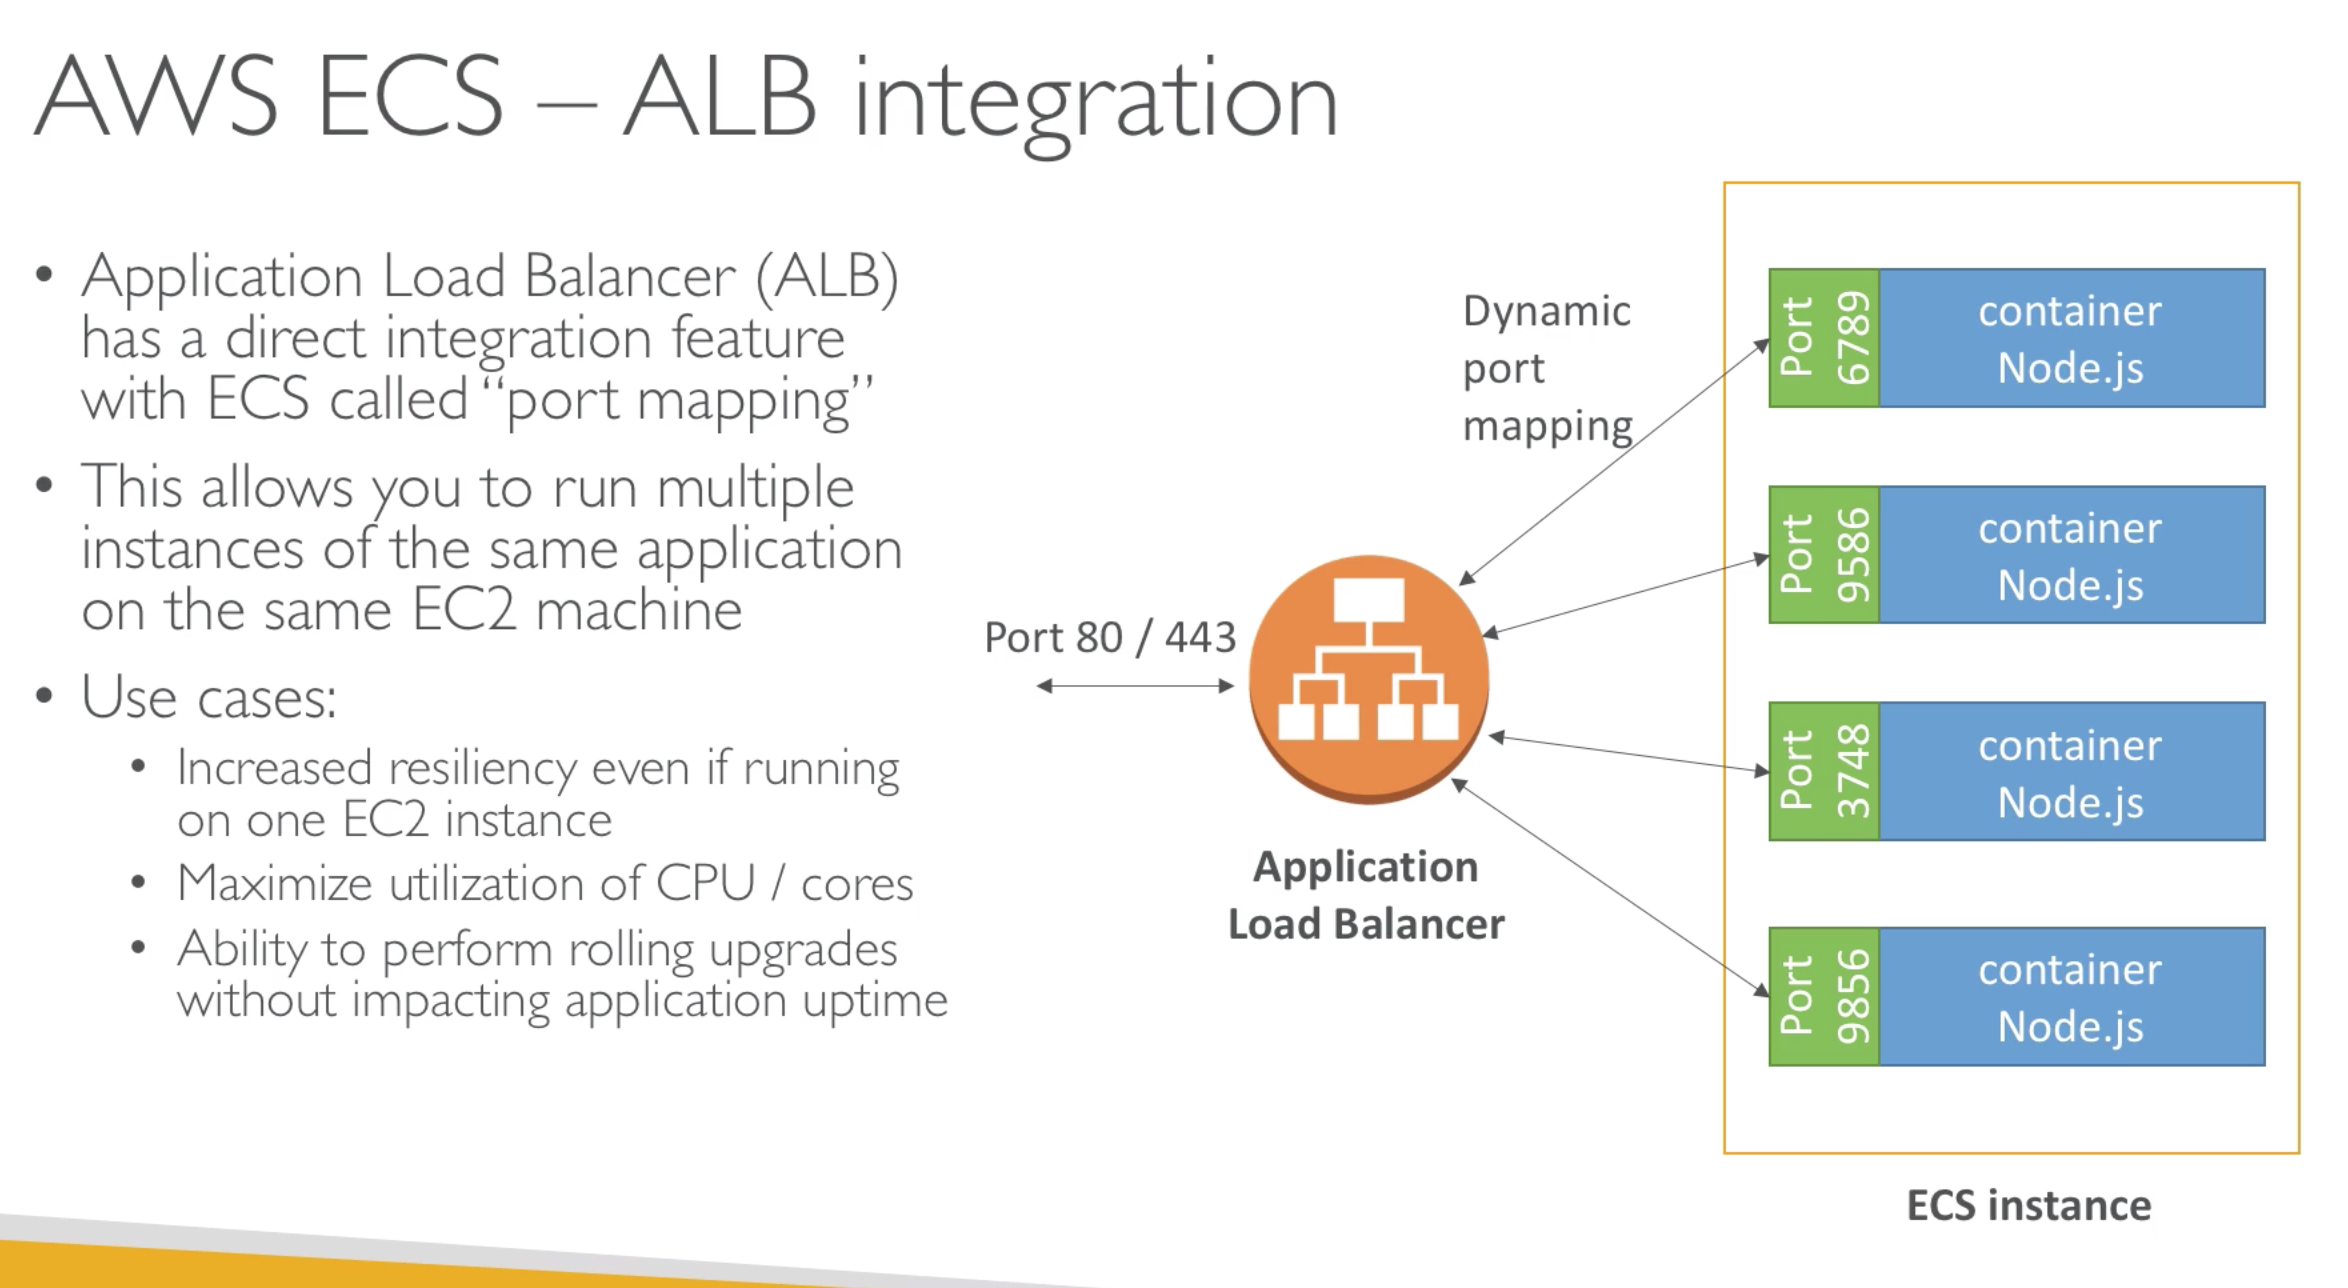 AWS ECS – ALB integration
• Application Load Balancer (ALB)
has a direct integration feature
with ECS called “port mapping”
• This allows you to run multiple
instances of the same application
on the same EC2 machine
• Use cases:
• Increased resiliency even if running
on one EC2 instance
• Maximize utilization of CPU / cores
• Ability to perform rolling upgrades
without impacting application uptime
Port 80 / 443
Application
Load Balancer
Dynamic
port
mapping
Port
6789
container
Node.js
Port
9586
container
Node.js
Port
3748
container
Node.js
Port
9856
container
Node.js
ECS instance